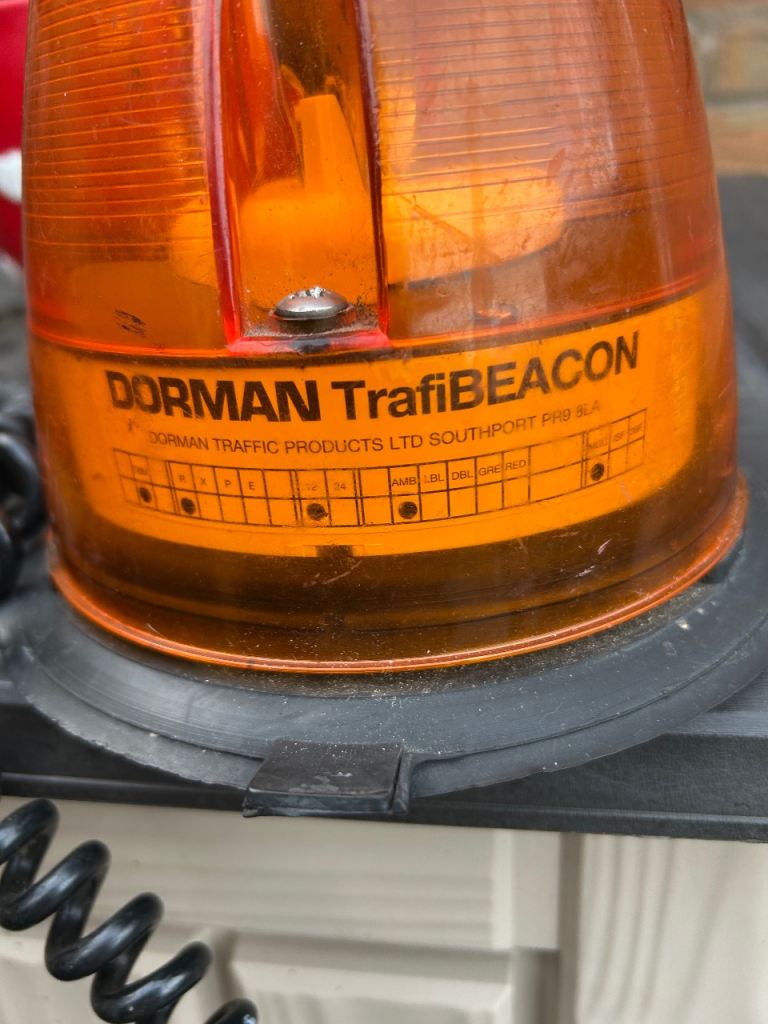 DORMAN TrafiBEACON
DORMAN TRAFFIC PRODUCTS LTD SOUTHPORT PR9 8LA
R X P E 12 24 AMB LBL DBL GRE RED